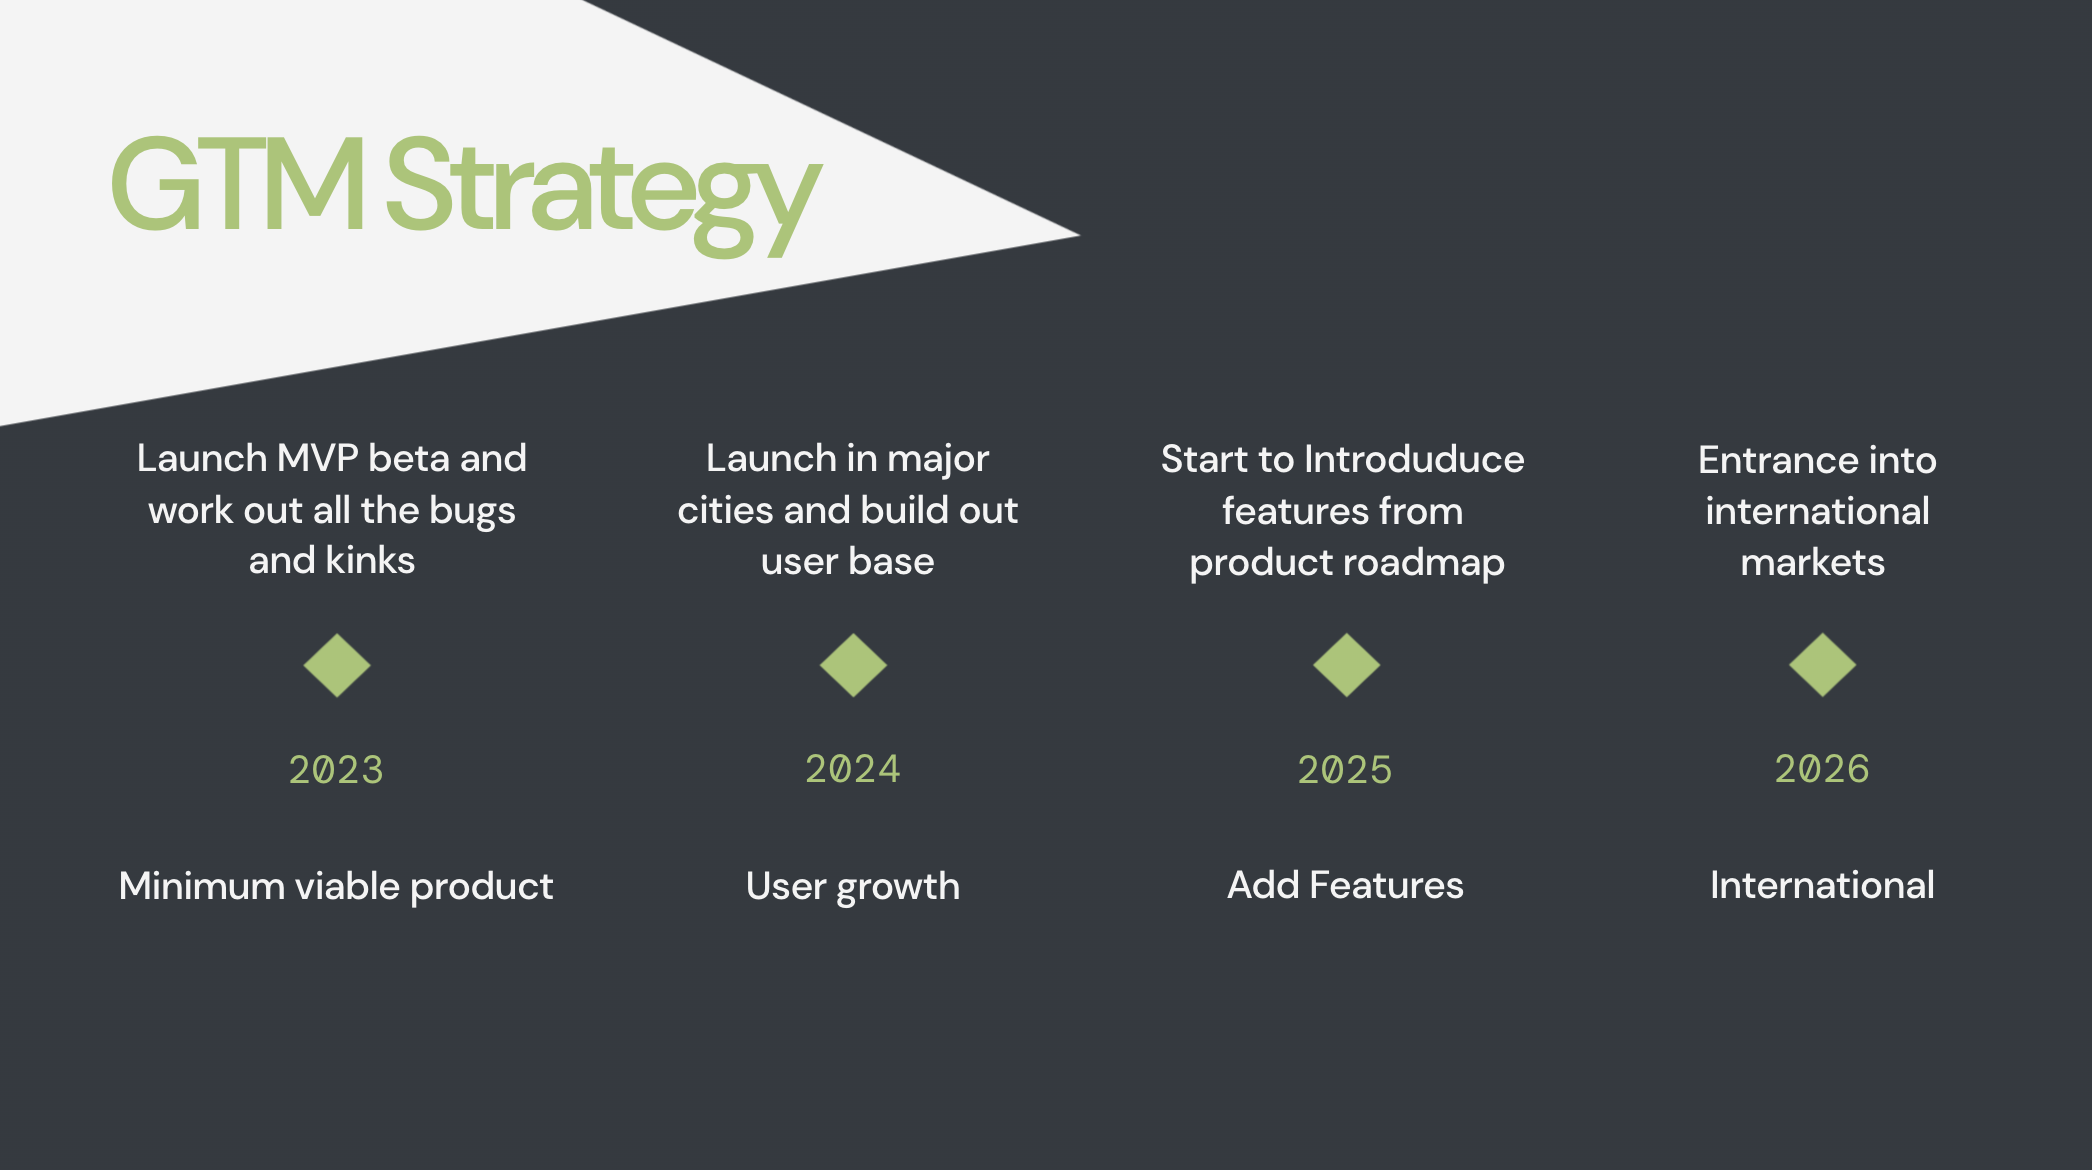 GTM Strategy
Launch MVP beta and
work out all the bugs
and kinks
Launch in major
cities and build out
user base
Start to Introduduce
features from
product roadmap
Entrance into
international
markets
2023
2024
2025
2026
Minimum viable product
User growth
Add Features
International